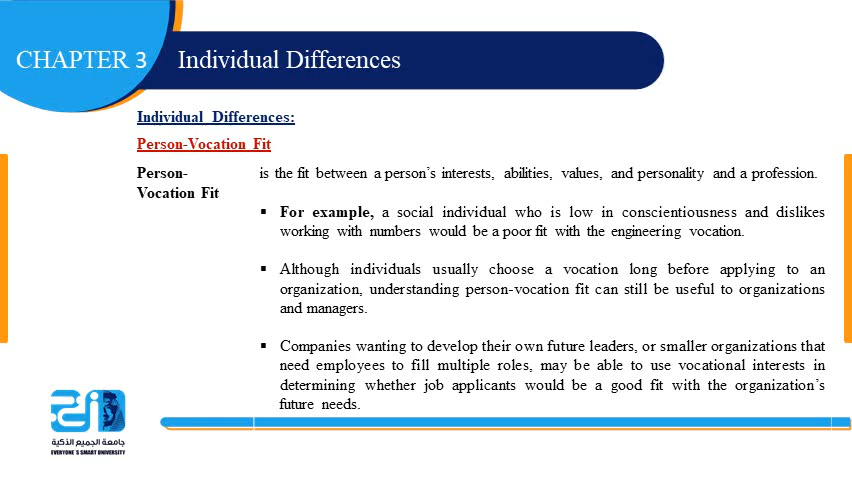 CHAPTER 3 Individual Differences
Individual Differences:
Person-Vocation Fit
Person-
Vocation Fit
is the fit between a person's interests, abilities, values, and personality and a profession.
▪ For example, a social individual who is low in conscientiousness and dislikes
working with numbers would be a poor fit with the engineering vocation.
▪ Although individuals usually choose a vocation long before applying to an
organization, understanding person-vocation fit can still be useful to organizations
and managers.
▪ Companies wanting to develop their own future leaders, or smaller organizations that
need employees to fill multiple roles, may be able to use vocational interests in
determining whether job applicants would be a good fit with the organization's
future needs.
جامعة الجميع الذكية
EVERYONE'S SMART UNIVERSITY